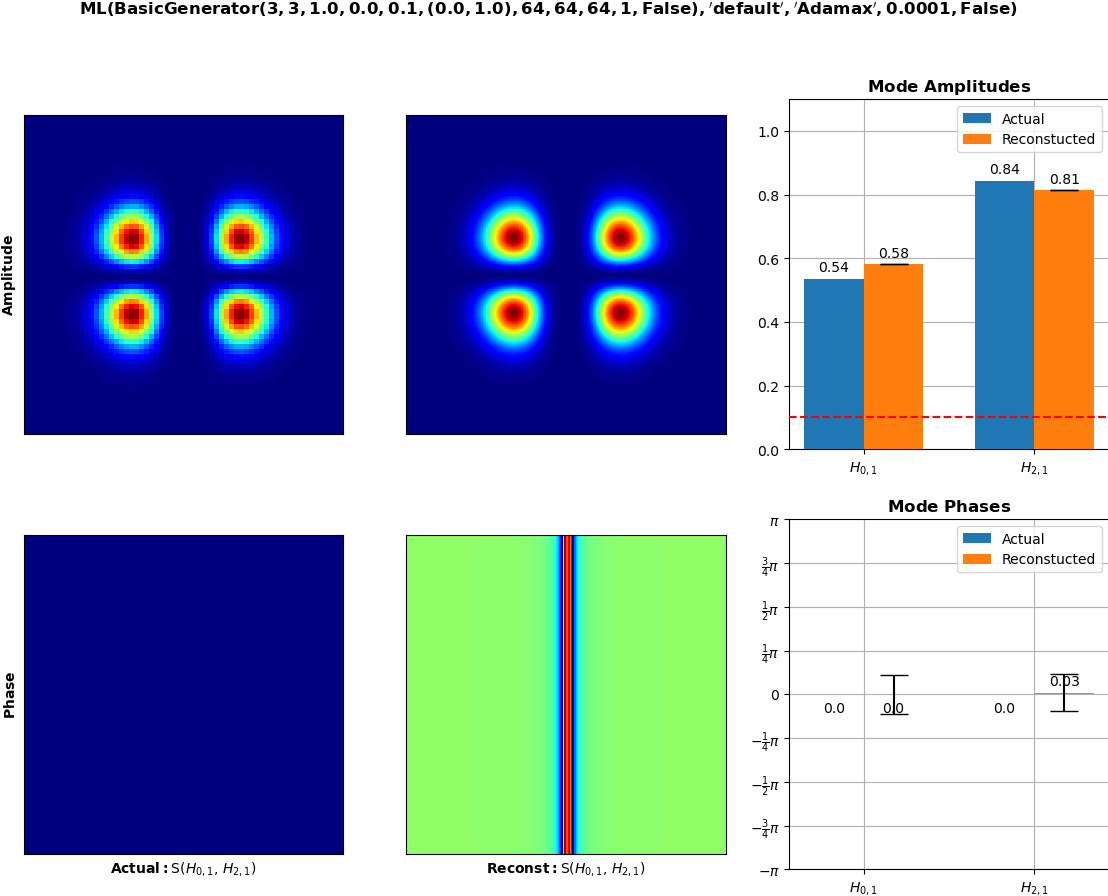 ML(BasicGenerator(3, 3, 1.0, 0.0, 0.1, (0.0, 1.0), 64, 64, 64, 1, False), ′default′, ′Adamax′, 0.0001, False)
Amplitude
Mode Amplitudes
Actual
Reconstucted
1.0
0.8
0.6
0.4
0.2
0.0
0.54
0.58
0.84
0.81
H₀,₁
H₂,₁
Phase
Actual: S(H₀,₁, H₂,₁)
Reconst: S(H₀,₁, H₂,₁)
Mode Phases
Actual
Reconstucted
π
¾π
½π
¼π
0
−¼π
−½π
−¾π
−π
0.0
0.0
0.0
0.03
H₀,₁
H₂,₁